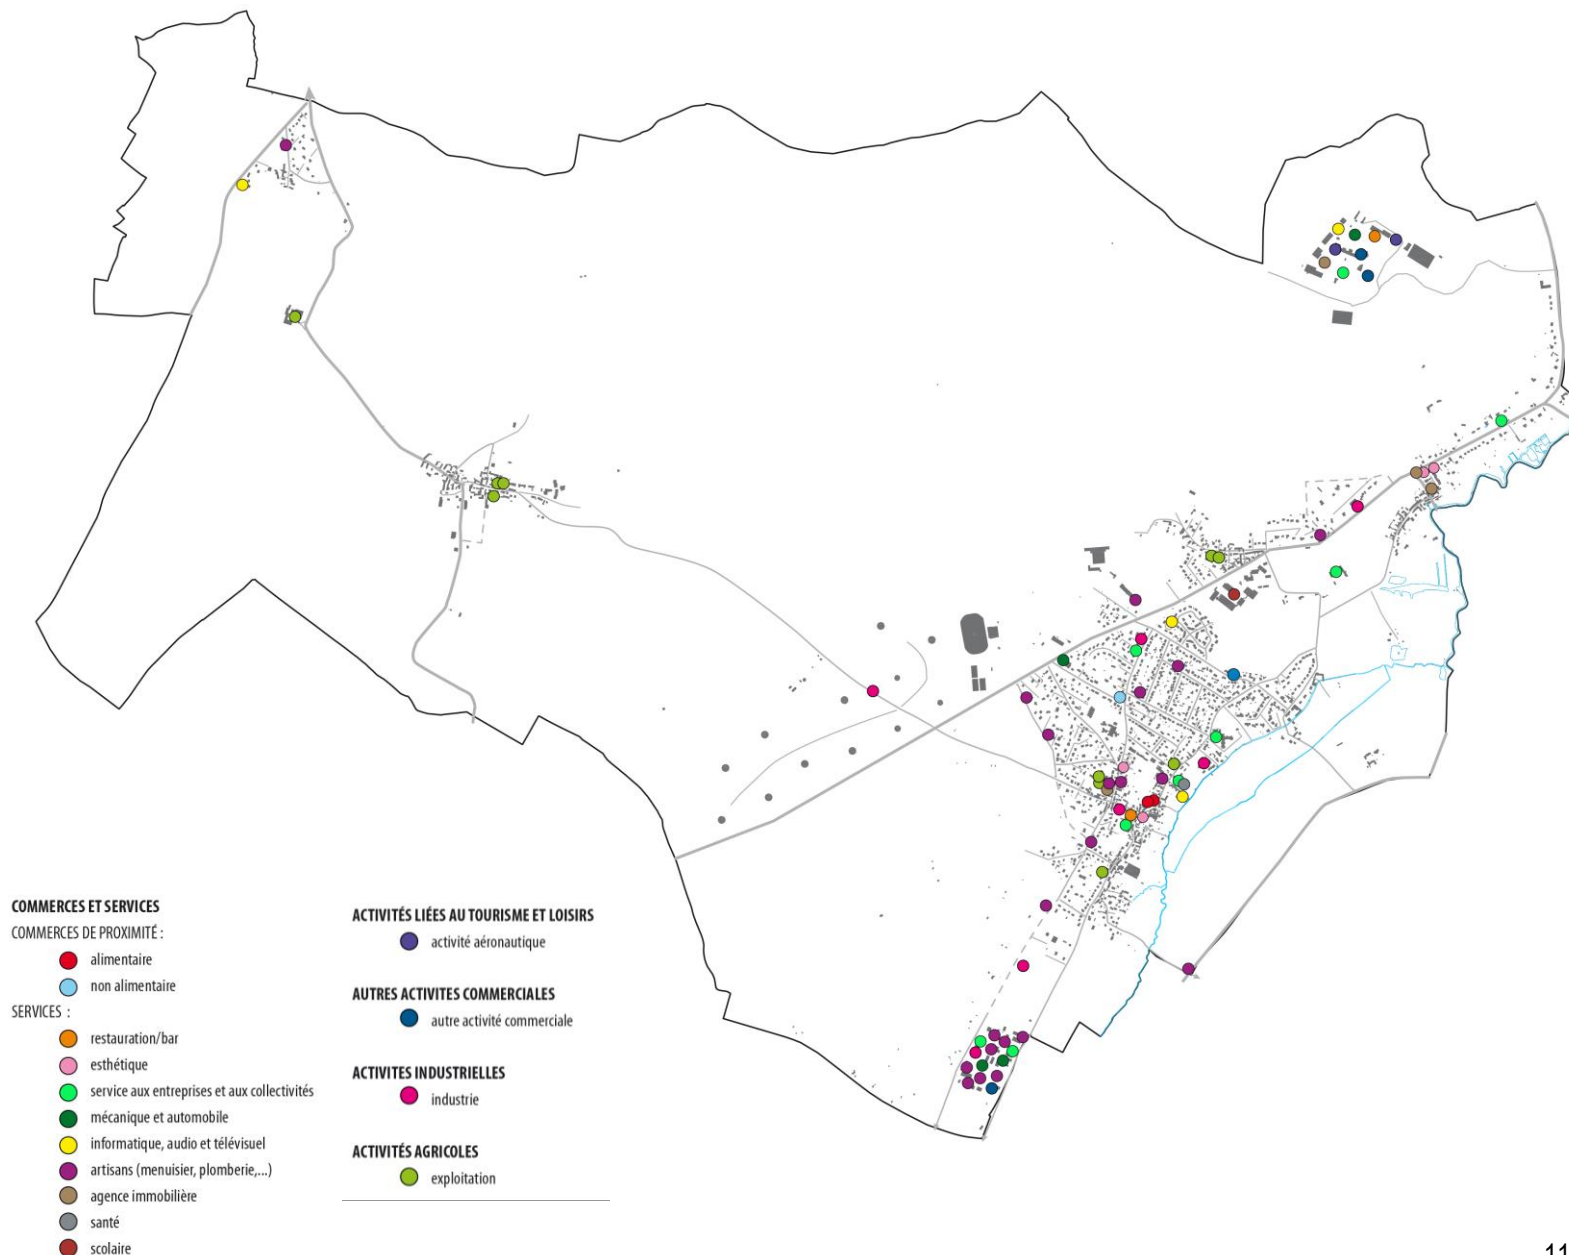 COMMERCES ET SERVICES
COMMERCES DE PROXIMITÉ :
alimentaire
non alimentaire
SERVICES :
restauration/bar
esthétique
service aux entreprises et aux collectivités
mécanique et automobile
informatique, audio et télévisuel
artisans (menuisier, plomberie,...)
agence immobilière
santé
scolaire
ACTIVITÉS LIÉES AU TOURISME ET LOISIRS
activité aéronautique
AUTRES ACTIVITES COMMERCIALES
autre activité commerciale
ACTIVITES INDUSTRIELLES
industrie
ACTIVITÉS AGRICOLES
exploitation
11